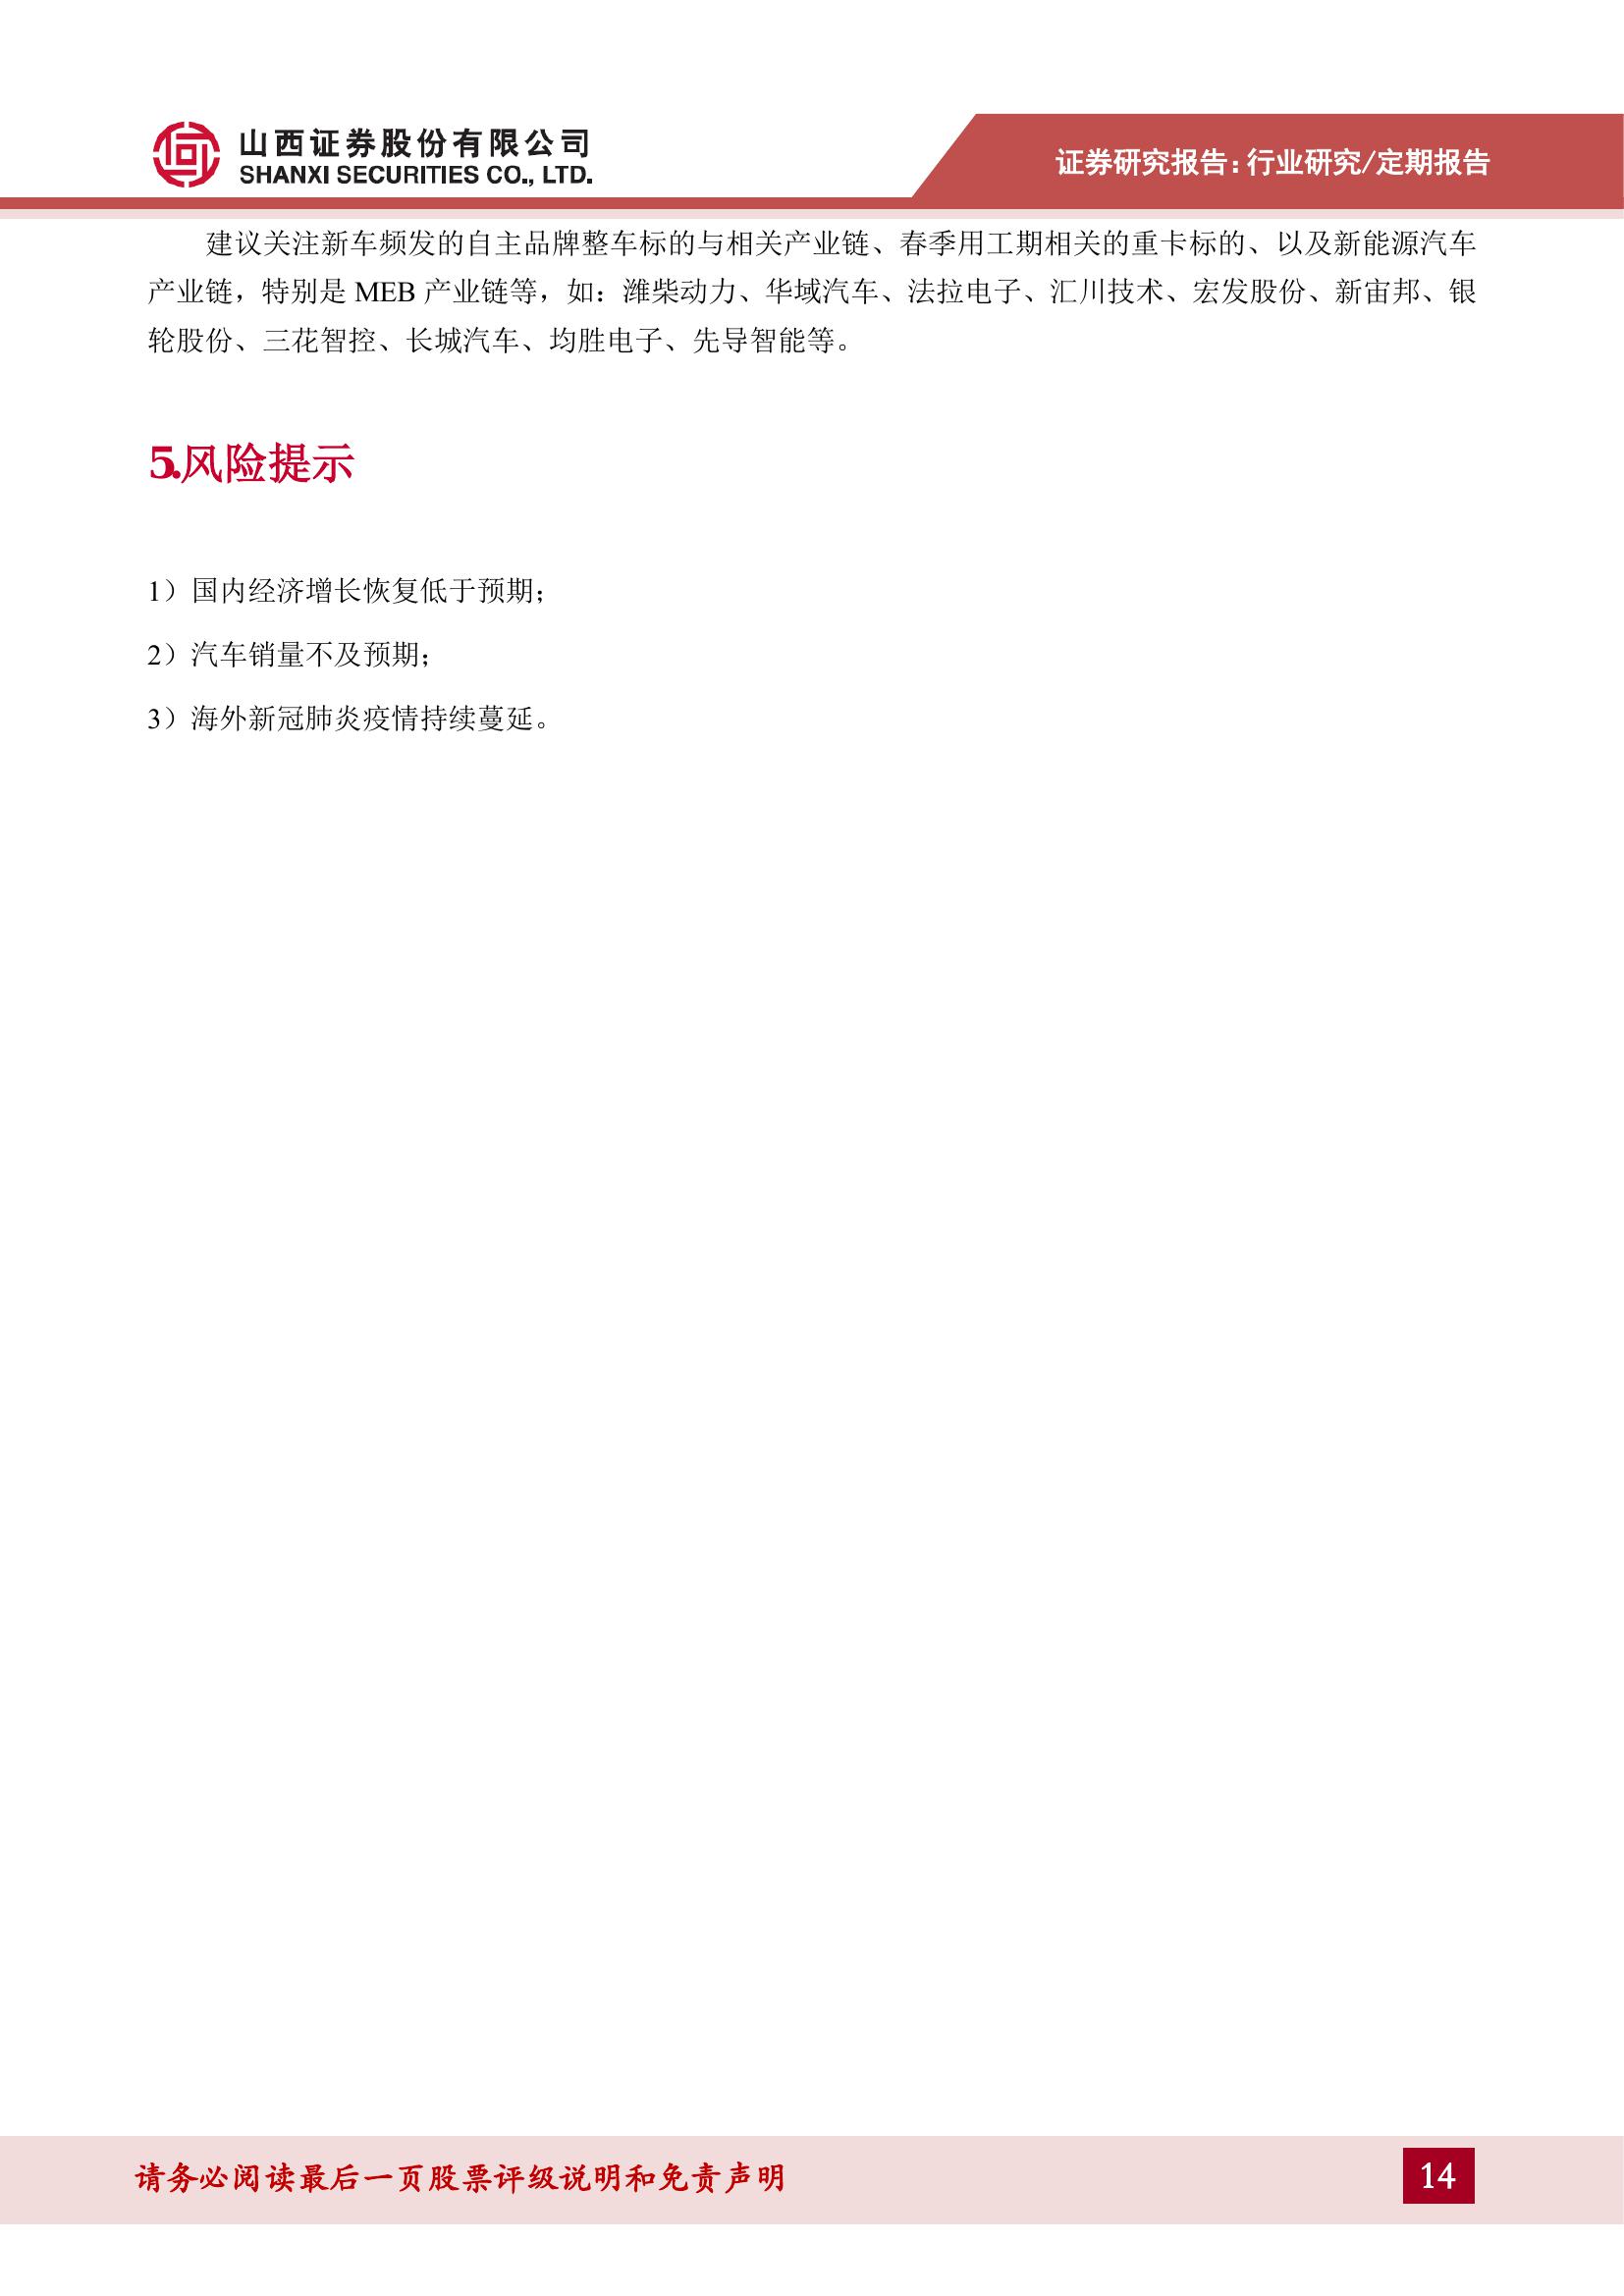 山西证券股份有限公司
SHANXI SECURITIES CO., LTD.
证券研究报告：行业研究/定期报告
建议关注新车频发的自主品牌整车标的与相关产业链、春季用工期相关的重卡标的、以及新能源汽车
产业链，特别是 MEB 产业链等，如：潍柴动力、华域汽车、法拉电子、汇川技术、宏发股份、新宙邦、银
轮股份、三花智控、长城汽车、均胜电子、先导智能等。
5.风险提示
1）国内经济增长恢复低于预期；
2）汽车销量不及预期；
3）海外新冠肺炎疫情持续蔓延。
请务必阅读最后一页股票评级说明和免责声明
14